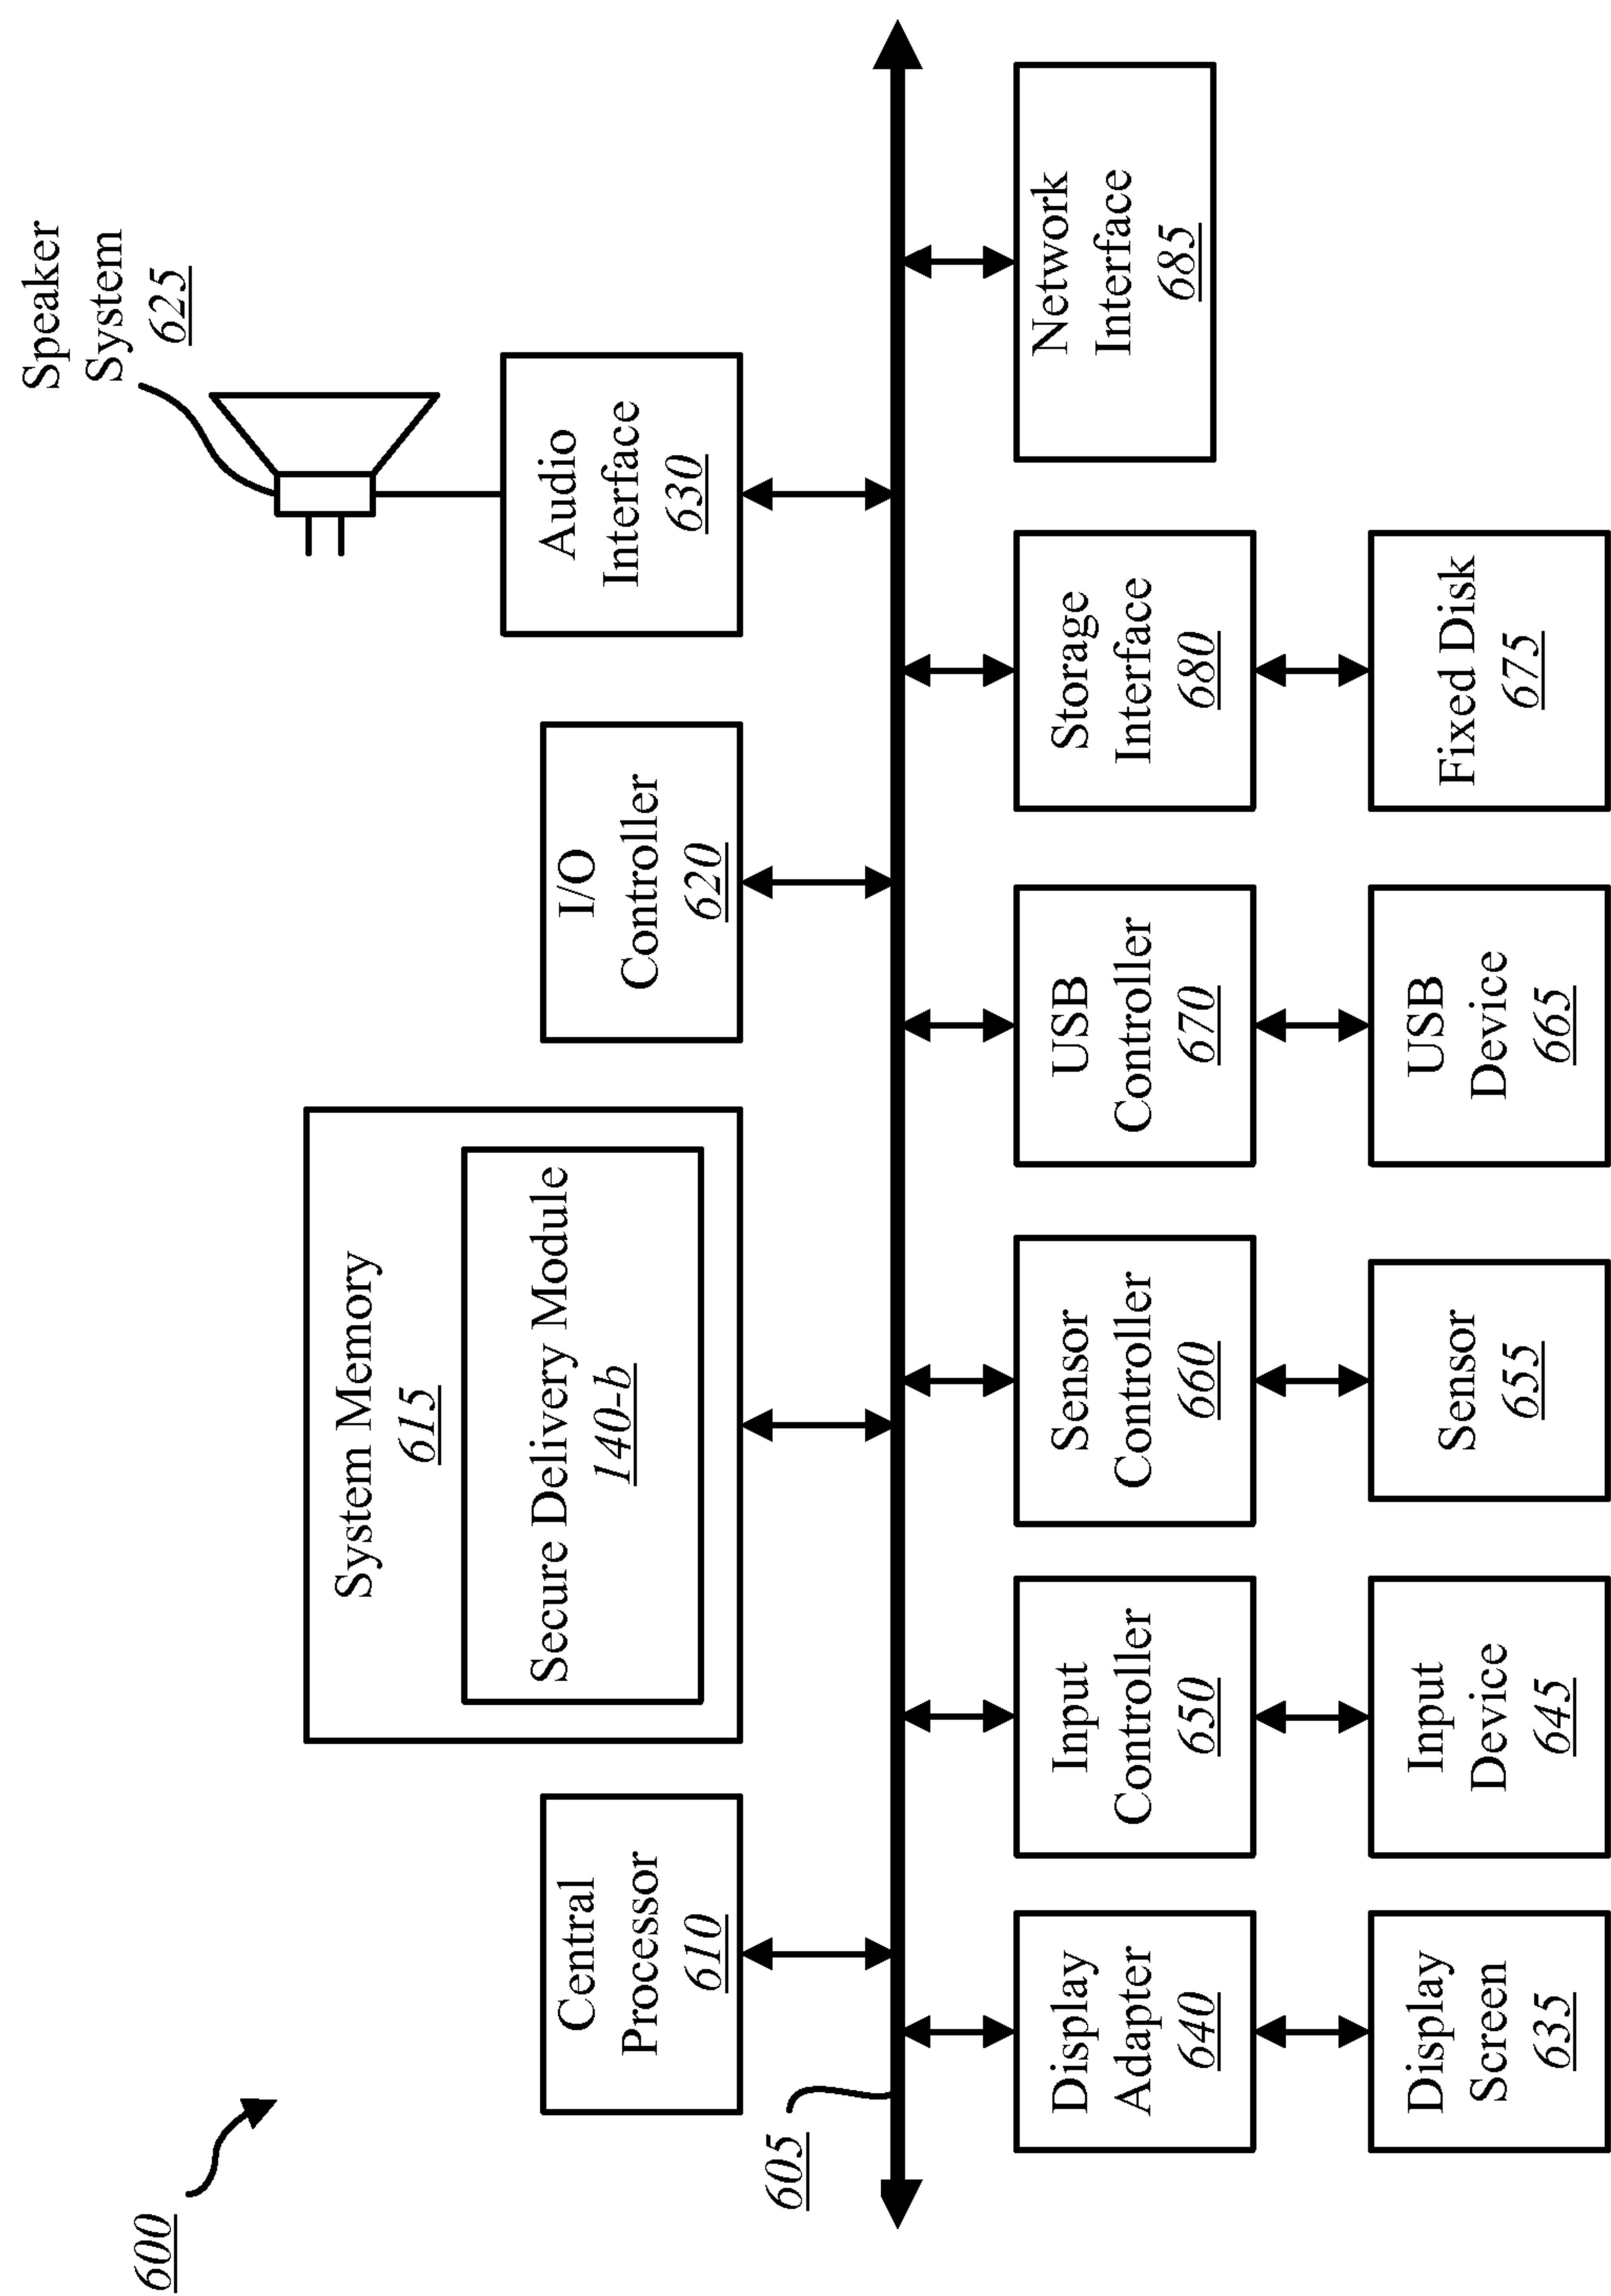 600
Speaker
System
625
System Memory
615
Secure Delivery Module
140-b
Central
Processor
610
I/O
Controller
620
Audio
Interface
630
605
Display
Adapter
640
Input
Controller
650
Sensor
Controller
660
USB
Controller
670
Storage
Interface
680
Network
Interface
685
Display
Screen
635
Input
Device
645
Sensor
655
USB
Device
665
Fixed Disk
675